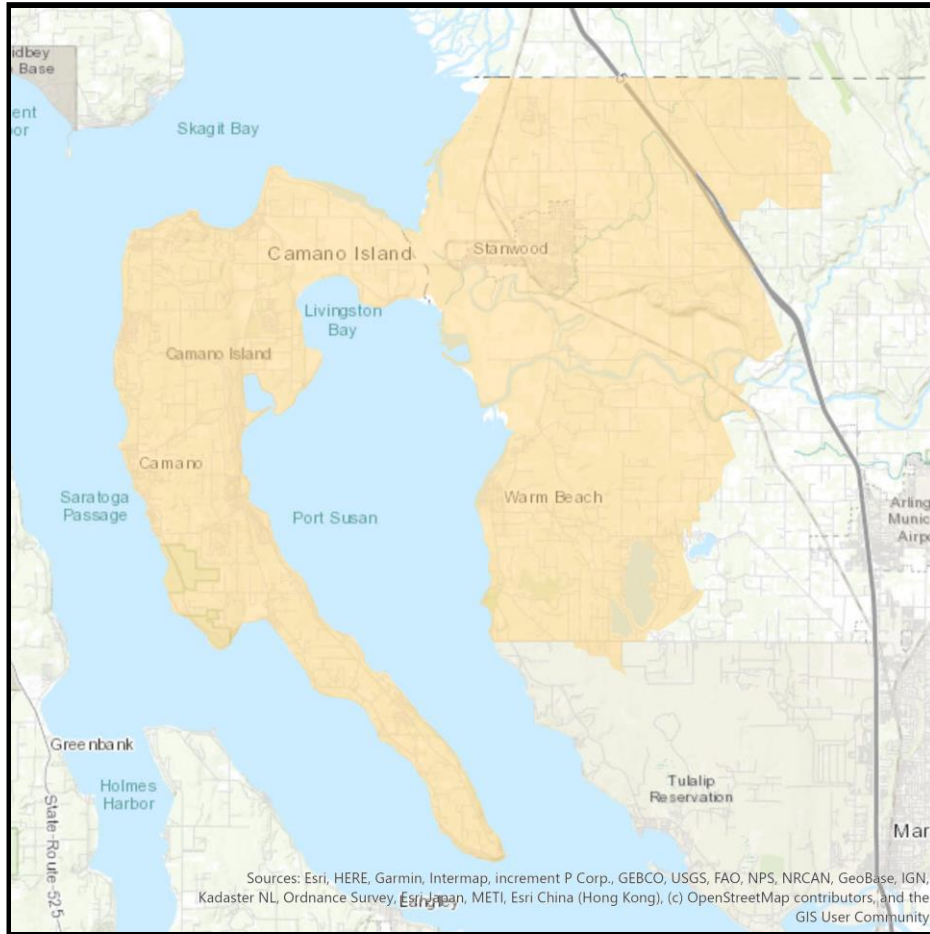 idbey
Base
ent
or
Skagit Bay
Camano Island
Stanwood
Livingston
Bay
Camano Island
Camano
Saratoga
Passage
Port Susan
Warm Beach
Arling
Munic
Airpo
Greenbank
Holmes
Harbor
State-Route-525
Tulalip
Reservation
Mar
Langley
Sources: Esri, HERE, Garmin, Intermap, increment P Corp., GEBCO, USGS, FAO, NPS, NRCAN, GeoBase, IGN,
Kadaster NL, Ordnance Survey, Esri Japan, METI, Esri China (Hong Kong), (c) OpenStreetMap contributors, and the
GIS User Community